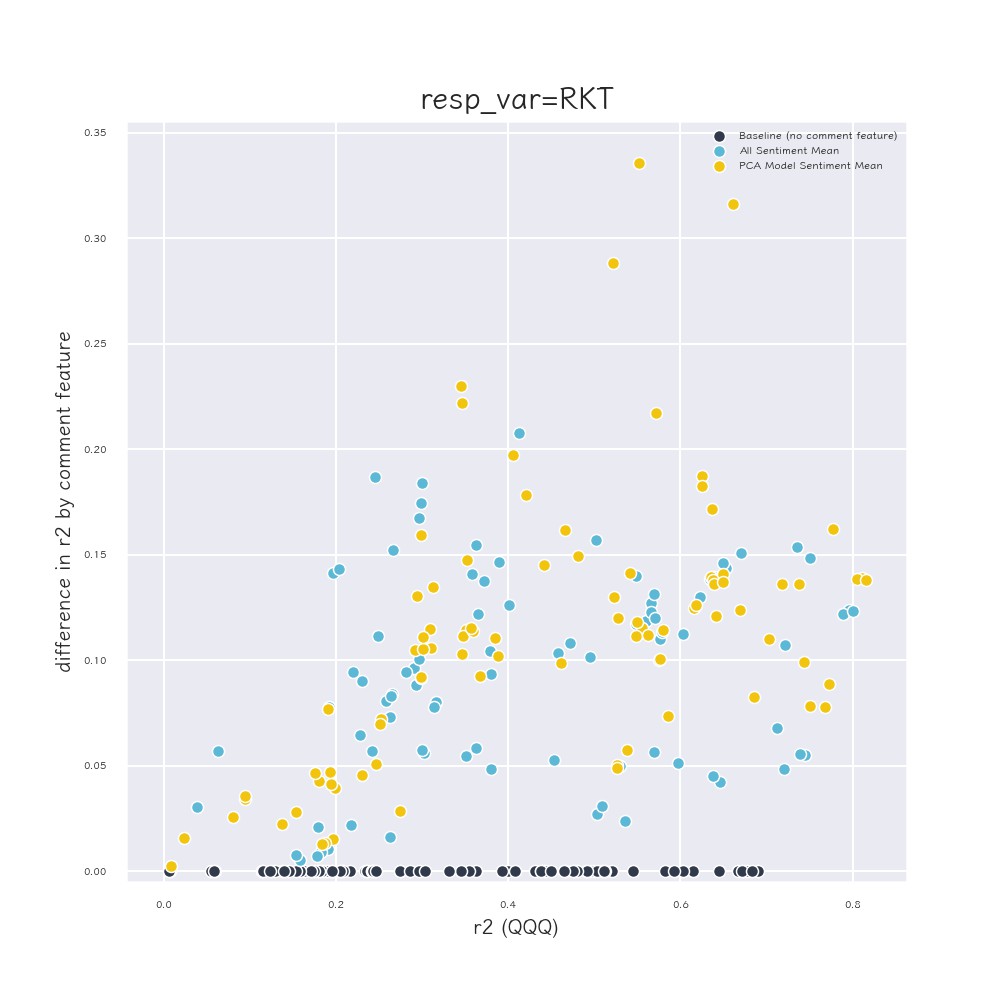 resp_var=RKT
Baseline (no comment feature)
All Sentiment Mean
PCA Model Sentiment Mean
difference in r2 by comment feature
0.35
0.30
0.25
0.20
0.15
0.10
0.05
0.00
0.0 0.2 0.4 0.6 0.8
r2 (QQQ)